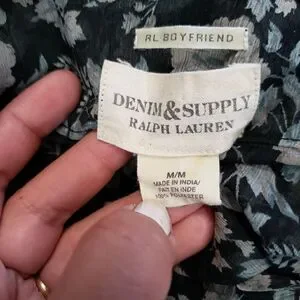 RL BOYFRIEND
DENIM&SUPPLY
RALPH LAUREN
M/M
MADE IN INDIA/
FAIT EN INDE
100% POLYESTER